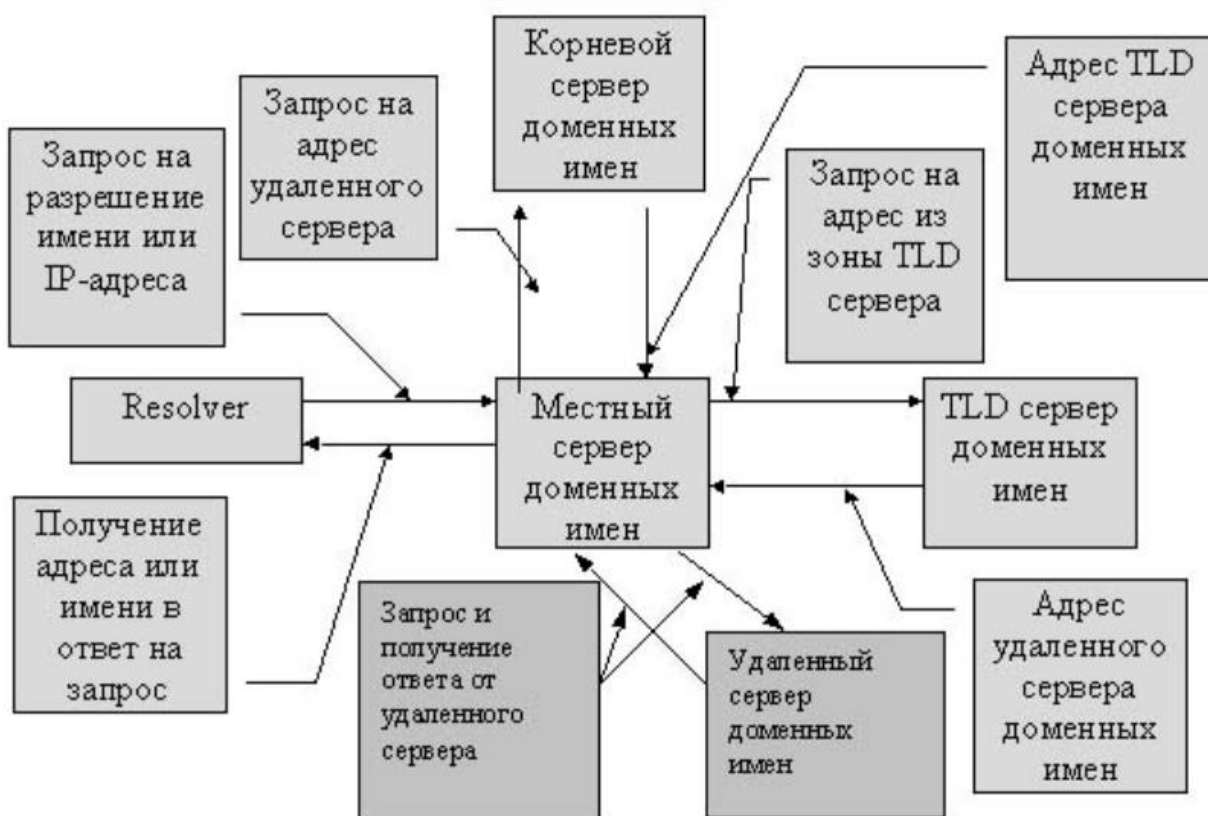 Корневой
сервер
доменных
имен
Адрес TLD
сервера
доменных
имен
Запрос на
адрес
удаленного
сервера
Запрос на
разрешение
имени или
IP-адреса
Запрос на
адрес из
зоны TLD
сервера
Resolver
Местный
сервер
доменных
имен
TLD сервер
доменных
имен
Получение
адреса или
имени в
ответ на
запрос
Запрос и
получение
ответа от
удаленного
сервера
Удаленный
сервер
доменных
имен
Адрес
удаленного
сервера
доменных
имен